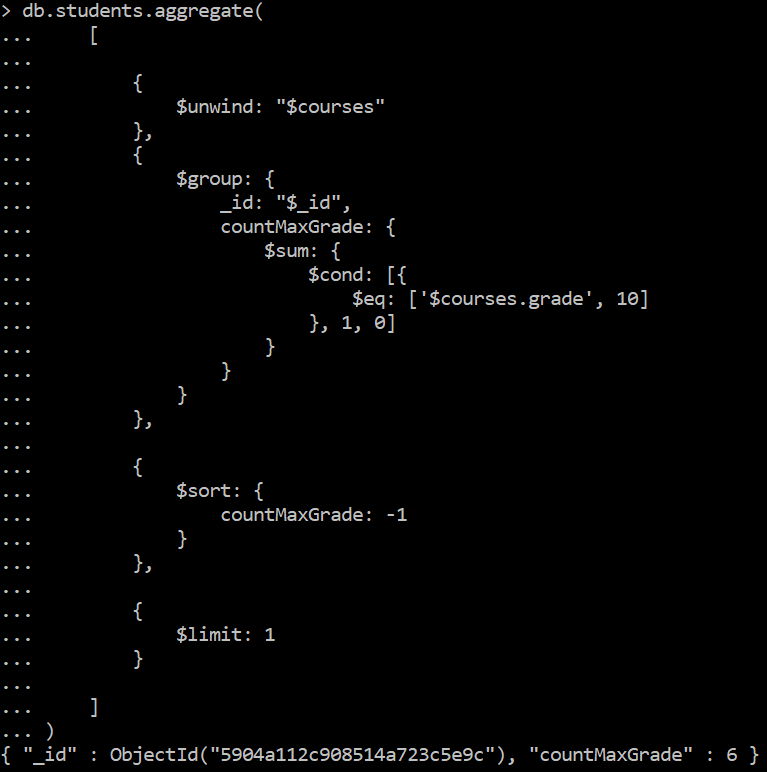 > db.students.aggregate(
...     [
...
...         {
...             $unwind: "$courses"
...         },
...         {
...             $group: {
...                 _id: "$_id",
...                 countMaxGrade: {
...                     $sum: {
...                         $cond: [{
...                             $eq: ['$courses.grade', 10]
...                         }, 1, 0]
...                     }
...                 }
...             }
...         },
...
...         {
...             $sort: {
...                 countMaxGrade: -1
...             }
...         },
...
...         {
...             $limit: 1
...         }
...
...     ]
... )
{ "_id" : ObjectId("5904a112c908514a723c5e9c"), "countMaxGrade" : 6 }